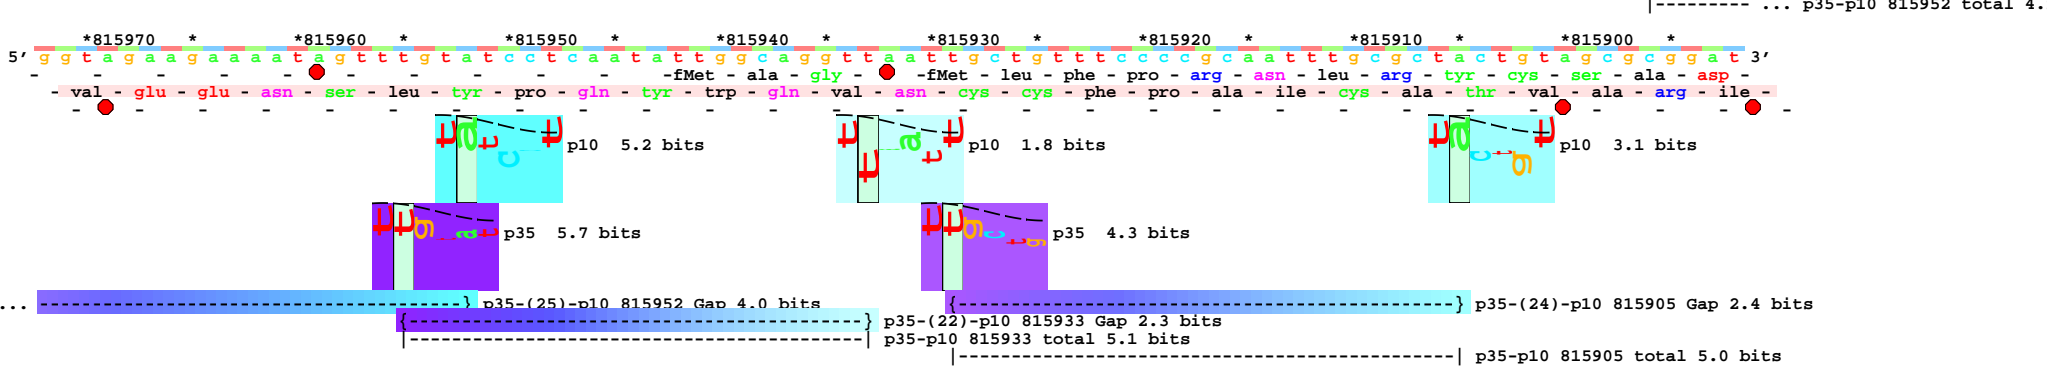 |--------- ... p35-p10 815952 total 4.
*815970 * *815960 * *815950 * *815940 * *815930 * *815920 * *815910 * *815900 *
5’ g g t a g a a g a a a a t a g t t t g t a t c c t c a a t a t t g g c a g g t t a a t t g c t g t t t c c c c g c a a t t t g c g c t a c t g t a g c g c g g a t 3’
- - - - - - - - - -fMet - ala - gly - -fMet - leu - phe - pro - arg - asn - leu - arg - tyr - cys - ser - ala - asp -
- val - glu - glu - asn - ser - leu - tyr - pro - gln - tyr - trp - gln - val - asn - cys - cys - phe - pro - ala - ile - cys - ala - thr - val - ala - arg - ile -
- - - - - - - - - - - - - - - - - - - - - - - - - -
t a t c t p10 5.2 bits
t t a t t p10 1.8 bits
t a c t g t p10 3.1 bits
t t g a t p35 5.7 bits
t t g c t g p35 4.3 bits
... ----------------------------------------} p35-(25)-p10 815952 Gap 4.0 bits
{-----------------------------------------------} p35-(24)-p10 815905 Gap 2.4 bits
{-------------------------------------------} p35-(22)-p10 815933 Gap 2.3 bits
|-------------------------------------------| p35-p10 815933 total 5.1 bits
|-----------------------------------------------| p35-p10 815905 total 5.0 bits